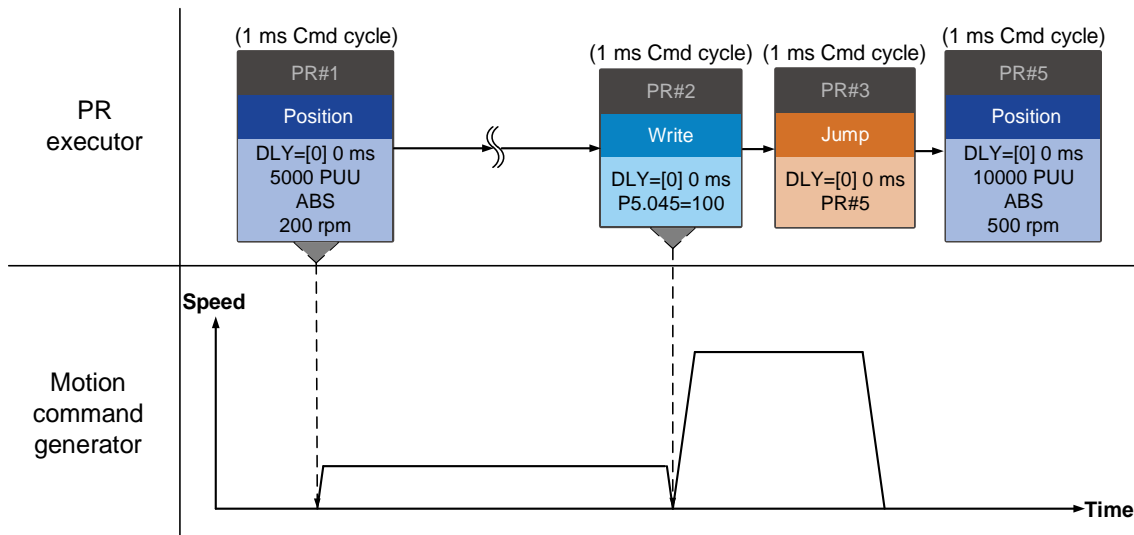 PR
executor
(1 ms Cmd cycle)
PR#1
Position
DLY=[0] 0 ms
5000 PUU
ABS
200 rpm
(1 ms Cmd cycle)
PR#2
Write
DLY=[0] 0 ms
P5.045=100
(1 ms Cmd cycle)
PR#3
Jump
DLY=[0] 0 ms
PR#5
(1 ms Cmd cycle)
PR#5
Position
DLY=[0] 0 ms
10000 PUU
ABS
500 rpm
Motion
command
generator
Speed
Time